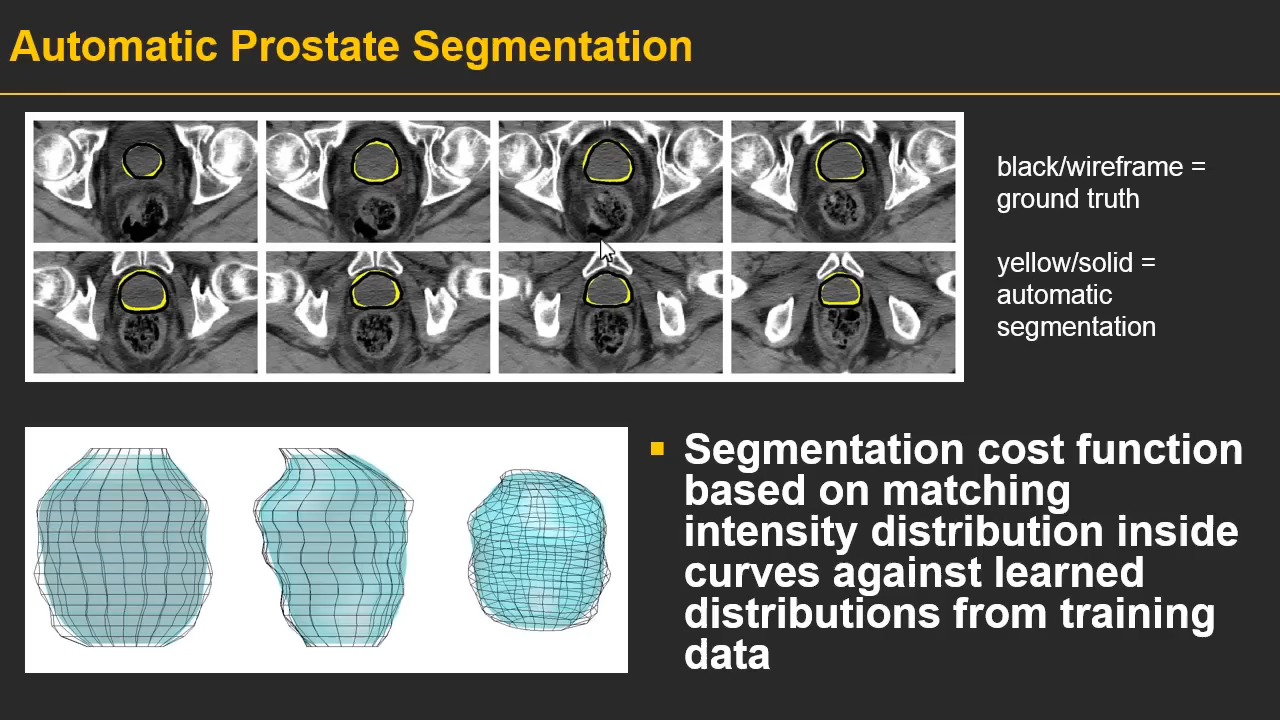 Automatic Prostate Segmentation
black/wireframe =
ground truth
yellow/solid =
automatic
segmentation
▪ Segmentation cost function
based on matching
intensity distribution inside
curves against learned
distributions from training
data